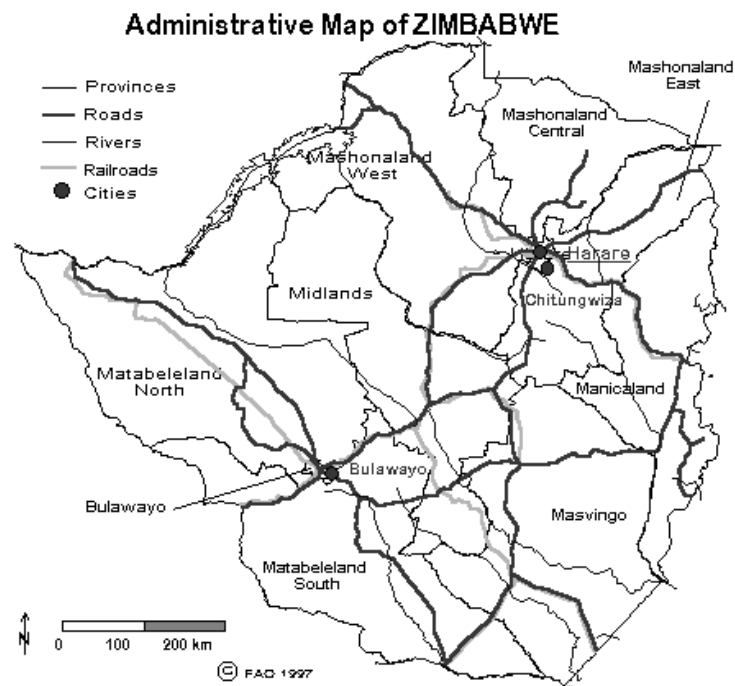 Administrative Map of ZIMBABWE
Provinces
Roads
Rivers
Railroads
Cities
Mashonaland
East
Mashonaland
Central
Mashonaland
West
Harare
Chitungwiza
Midlands
Matabeleland
North
Manicaland
Bulawayo
Bulawayo
Masvingo
Matabeleland
South
N
0 100 200 km
© FAO 1997